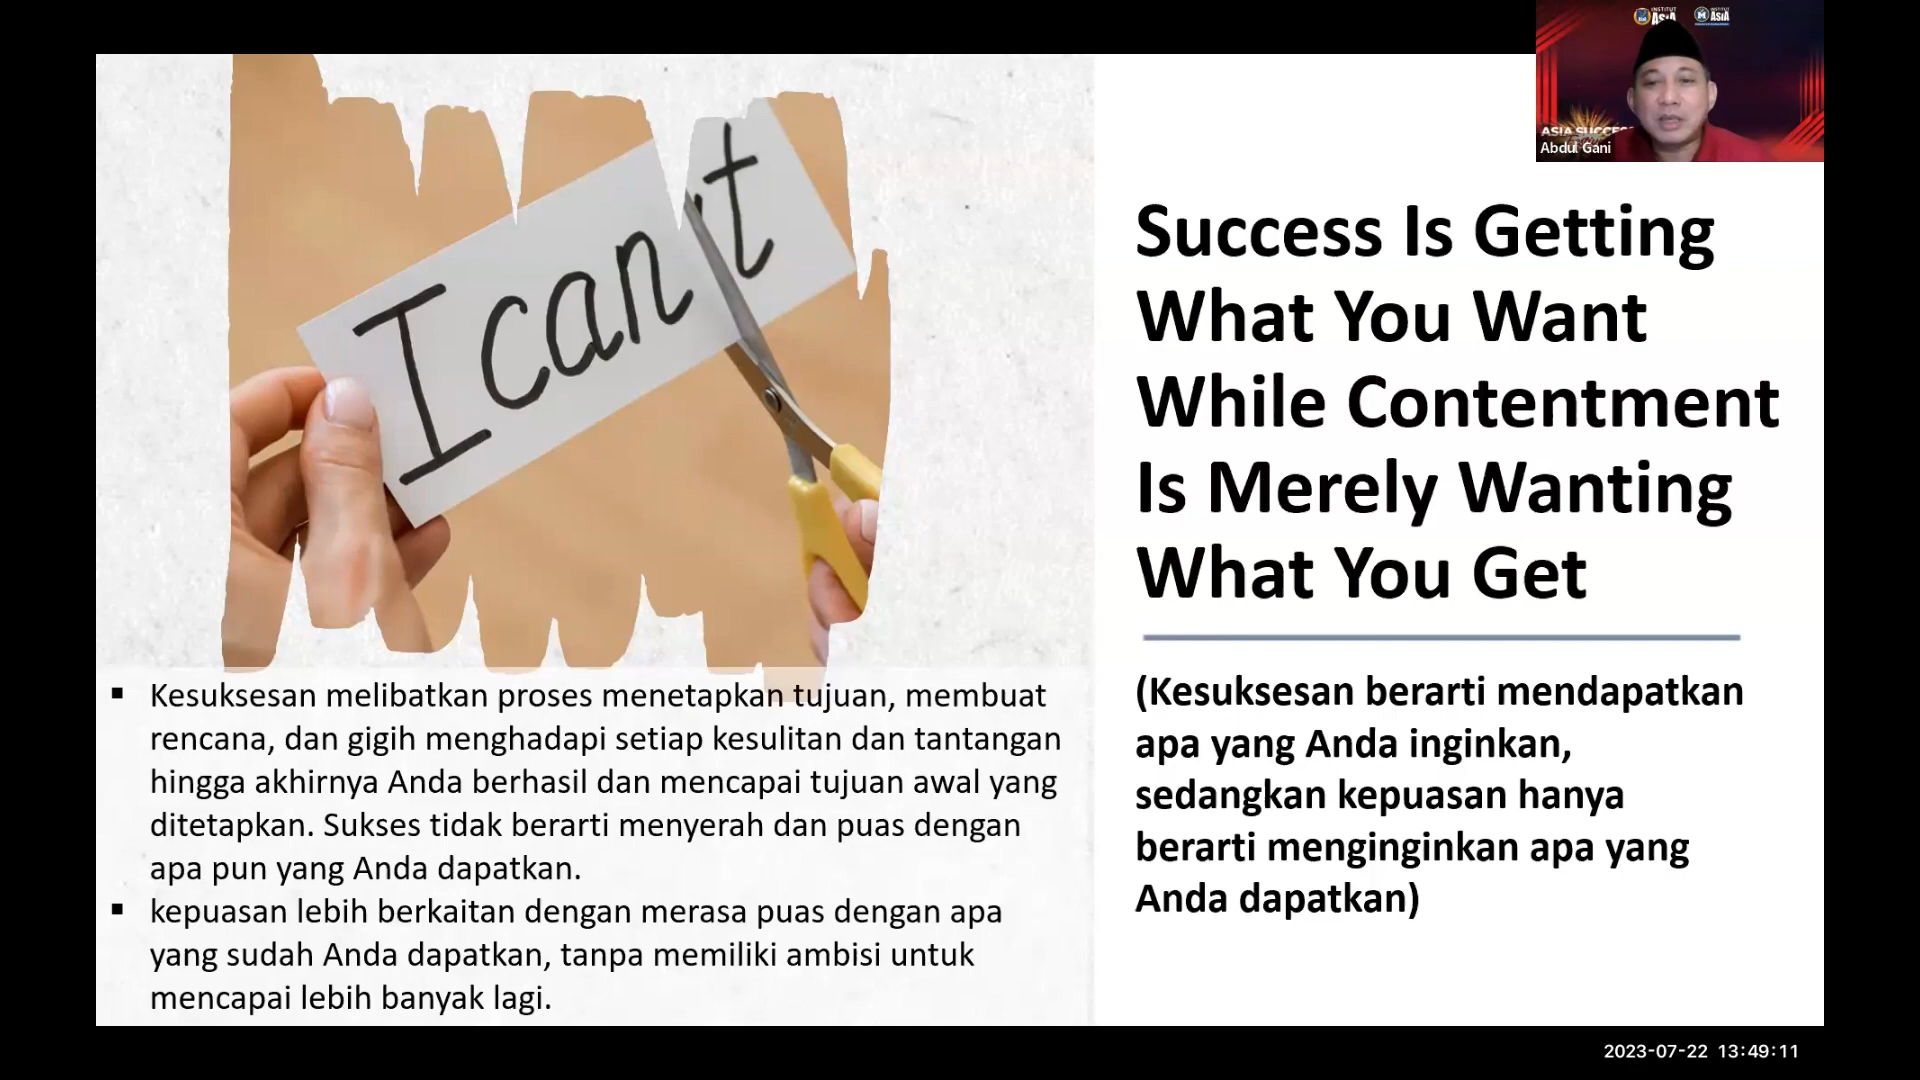 INSTITUT
ASIA
INSTITUT
ASIA
Abdul Gani
I can't
Success Is Getting
What You Want
While Contentment
Is Merely Wanting
What You Get
(Kesuksesan berarti mendapatkan
apa yang Anda inginkan,
sedangkan kepuasan hanya
berarti menginginkan apa yang
Anda dapatkan)
▪ Kesuksesan melibatkan proses menetapkan tujuan, membuat
rencana, dan gigih menghadapi setiap kesulitan dan tantangan
hingga akhirnya Anda berhasil dan mencapai tujuan awal yang
ditetapkan. Sukses tidak berarti menyerah dan puas dengan
apa pun yang Anda dapatkan.
▪ kepuasan lebih berkaitan dengan merasa puas dengan apa
yang sudah Anda dapatkan, tanpa memiliki ambisi untuk
mencapai lebih banyak lagi.
2023-07-22 13:49:11